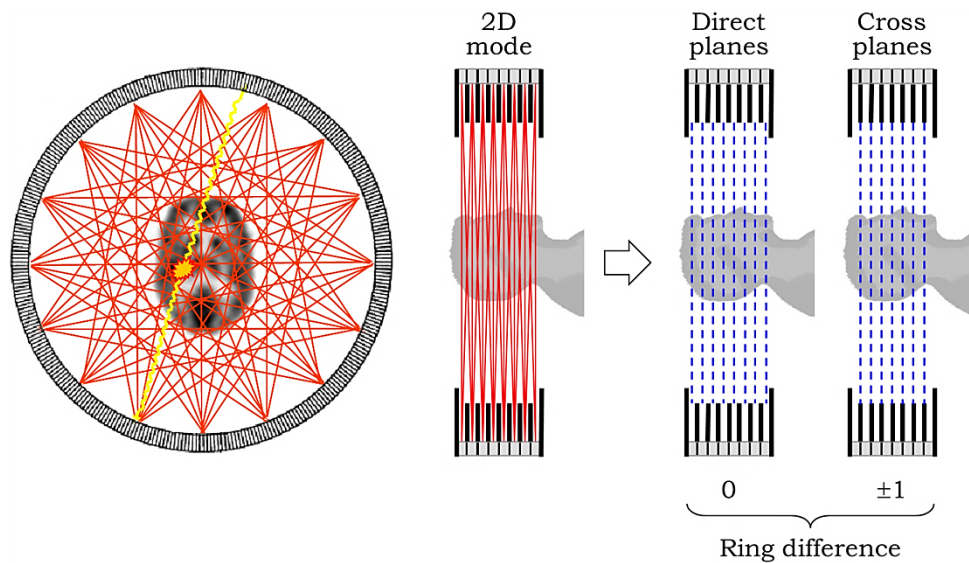 2D
mode
Direct
planes
Cross
planes
0
±1
Ring difference